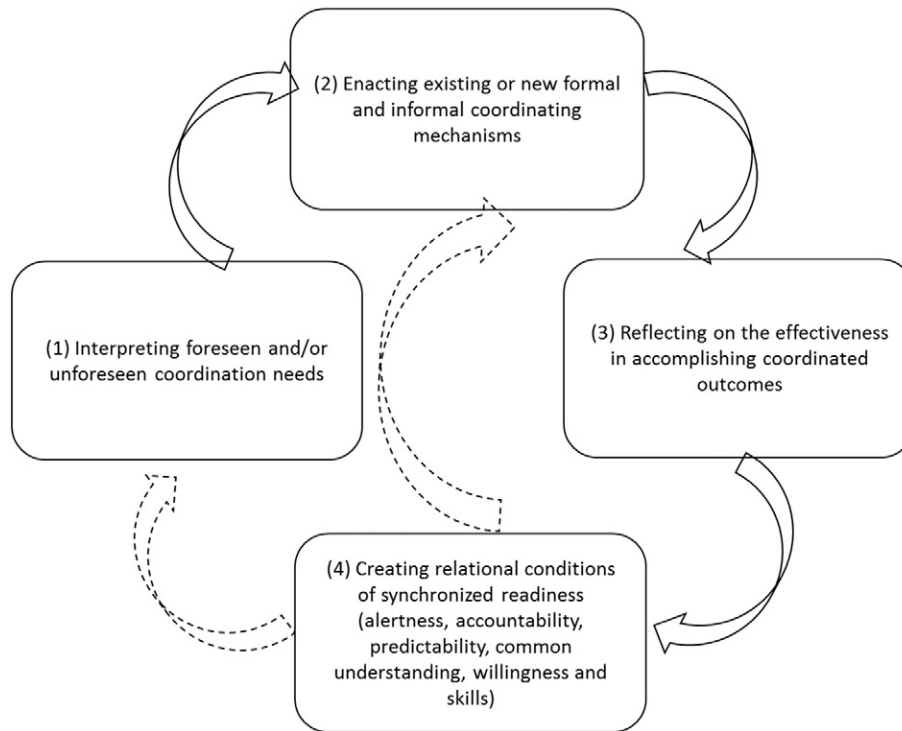 (2) Enacting existing or new formal
and informal coordinating
mechanisms
(1) Interpreting foreseen and/or
unforeseen coordination needs
(3) Reflecting on the effectiveness
in accomplishing coordinated
outcomes
(4) Creating relational conditions
of synchronized readiness
(alertness, accountability,
predictability, common
understanding, willingness and
skills)